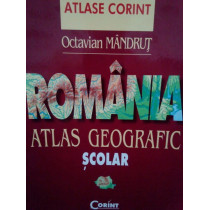 ATLASE CORINT
Octavian MÂNDRUȚ
ROMÂNIA
ATLAS GEOGRAFIC
ȘCOLAR
CORINT